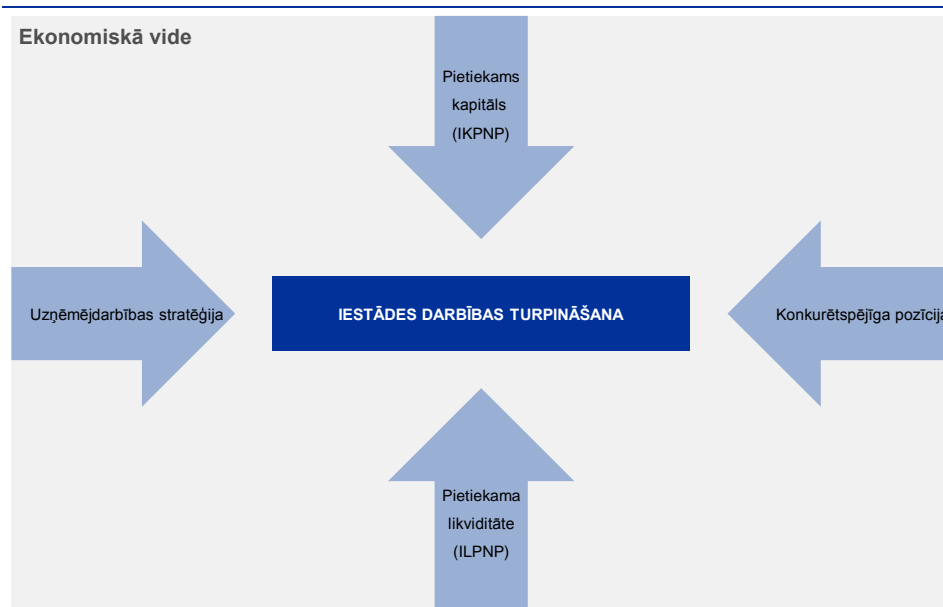 Ekonomiskā vide
Pietiekams
kapitāls
(IKPNP)
Uzņēmējdarbības stratēģija
IESTĀDES DARBĪBAS TURPINĀŠANA
Konkurētspējīga pozīcija
Pietiekama
likviditāte
(ILPNP)